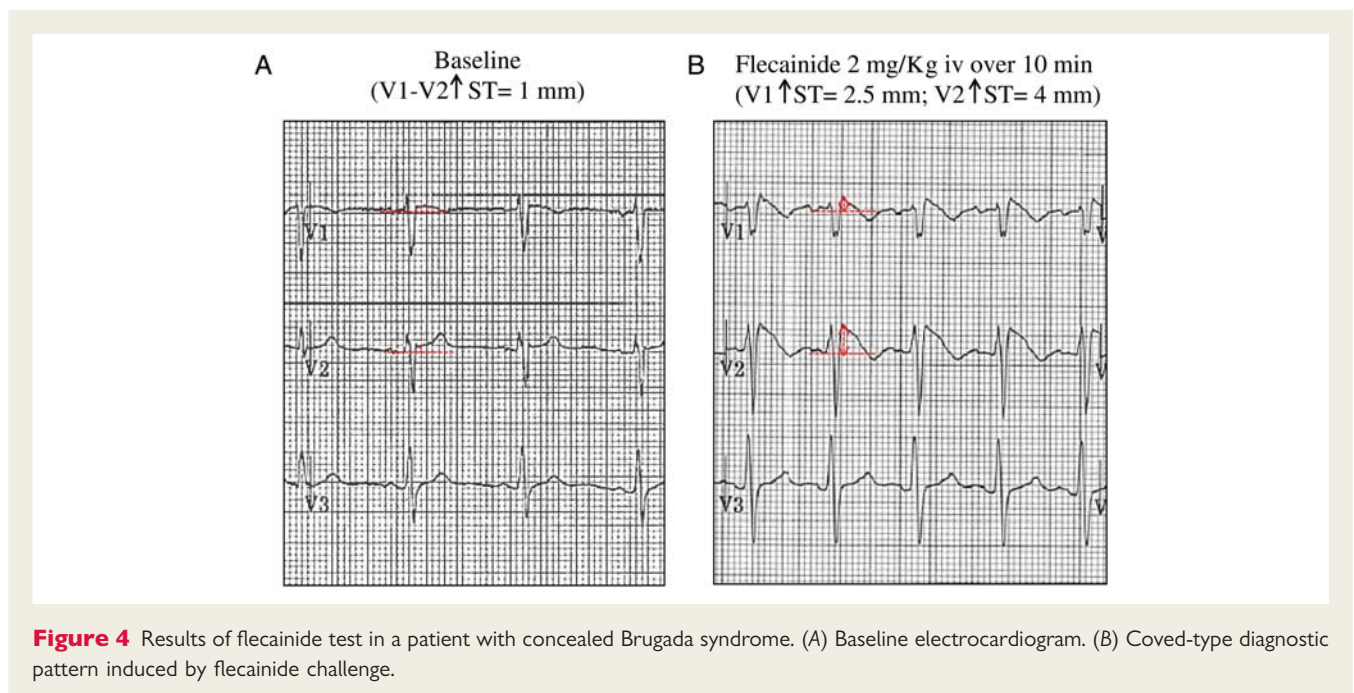 A
Baseline
(V1-V2↑ ST= 1 mm)
V1
V2
V3
B
Flecainide 2 mg/Kg iv over 10 min
(V1↑ST= 2.5 mm; V2↑ST= 4 mm)
V1
V
V2
V
V3
V
Figure 4 Results of flecainide test in a patient with concealed Brugada syndrome. (A) Baseline electrocardiogram. (B) Coved-type diagnostic
pattern induced by flecainide challenge.